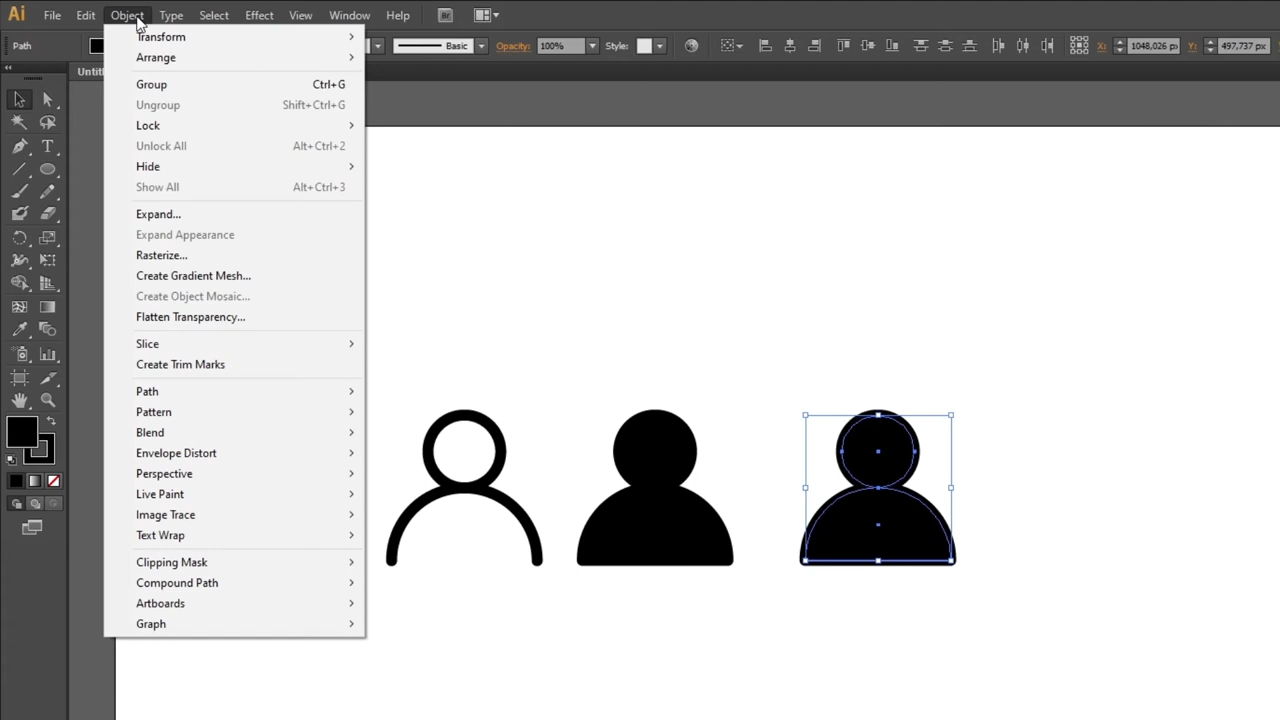 Ai File Edit Object Type Select Effect View Window Help Br
Path Basic Opacity: 100% Style: X: 1048,026 px Y: 497,737 px
Transform
Arrange
Group Ctrl+G
Ungroup Shift+Ctrl+G
Lock
Unlock All Alt+Ctrl+2
Hide
Show All Alt+Ctrl+3
Expand...
Expand Appearance
Rasterize...
Create Gradient Mesh...
Create Object Mosaic...
Flatten Transparency...
Slice
Create Trim Marks
Path
Pattern
Blend
Envelope Distort
Perspective
Live Paint
Image Trace
Text Wrap
Clipping Mask
Compound Path
Artboards
Graph